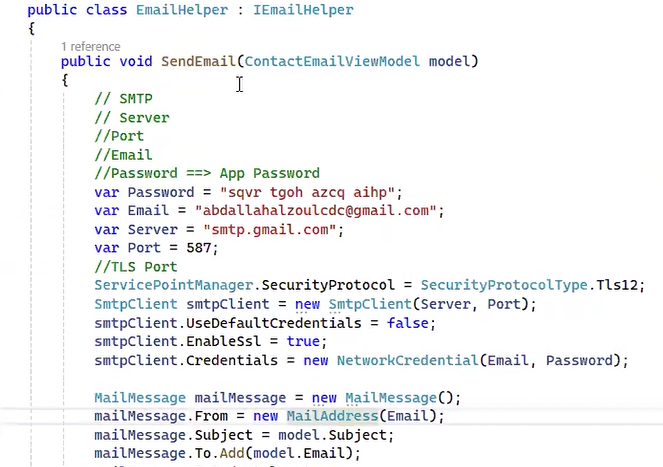 public class EmailHelper : IEmailHelper
{
1 reference
public void SendEmail(ContactEmailViewModel model)
{
// SMTP
// Server
//Port
//Email
//Password ==> App Password
var Password = "sqvr tgoh azcq aihp";
var Email = "abdallahalzoulcdc@gmail.com";
var Server = "smtp.gmail.com";
var Port = 587;
//TLS Port
ServicePointManager.SecurityProtocol = SecurityProtocolType.Tls12;
SmtpClient smtpClient = new SmtpClient(Server, Port);
smtpClient.UseDefaultCredentials = false;
smtpClient.EnableSsl = true;
smtpClient.Credentials = new NetworkCredential(Email, Password);
MailMessage mailMessage = new MailMessage();
mailMessage.From = new MailAddress(Email);
mailMessage.Subject = model.Subject;
mailMessage.To.Add(model.Email);